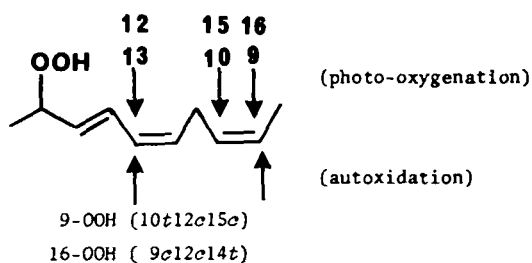 12 15 16
OOH 13 10 9
(photo-oxygenation)
(autoxidation)
9-OOH (10t12c15c)
16-OOH ( 9c12c14t)